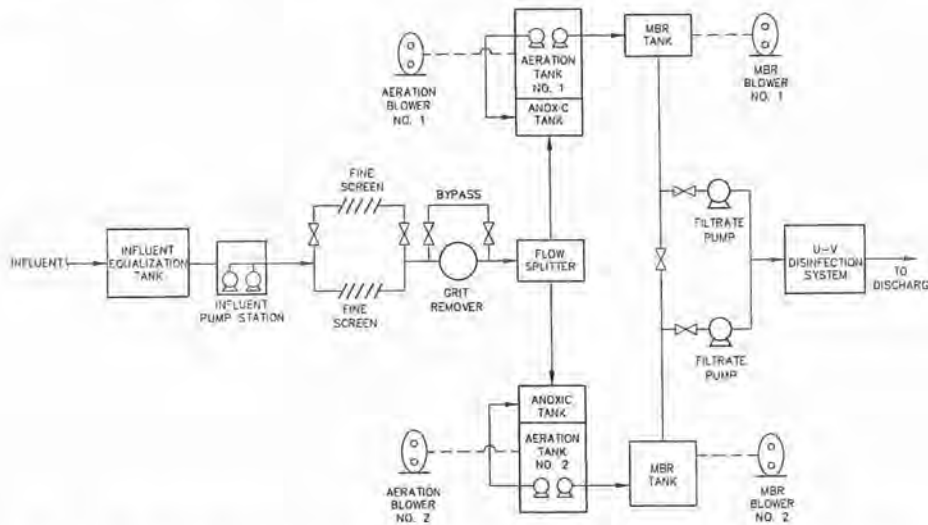 AERATION
BLOWER
NO. 1
AERATION
TANK
NO. 1
ANOXIC
TANK
MBR
TANK
MBR
BLOWER
NO. 1
INFLUENT
INFLUENT
EQUALIZATION
TANK
INFLUENT
PUMP STATION
FINE
SCREEN
FINE
SCREEN
BYPASS
GRIT
REMOVER
FLOW
SPLITTER
FILTRATE
PUMP
FILTRATE
PUMP
U-V
DISINFECTION
SYSTEM
TO
DISCHARG
AERATION
BLOWER
NO. 2
ANOXIC
TANK
AERATION
TANK
NO. 2
MBR
TANK
MBR
BLOWER
NO. 2